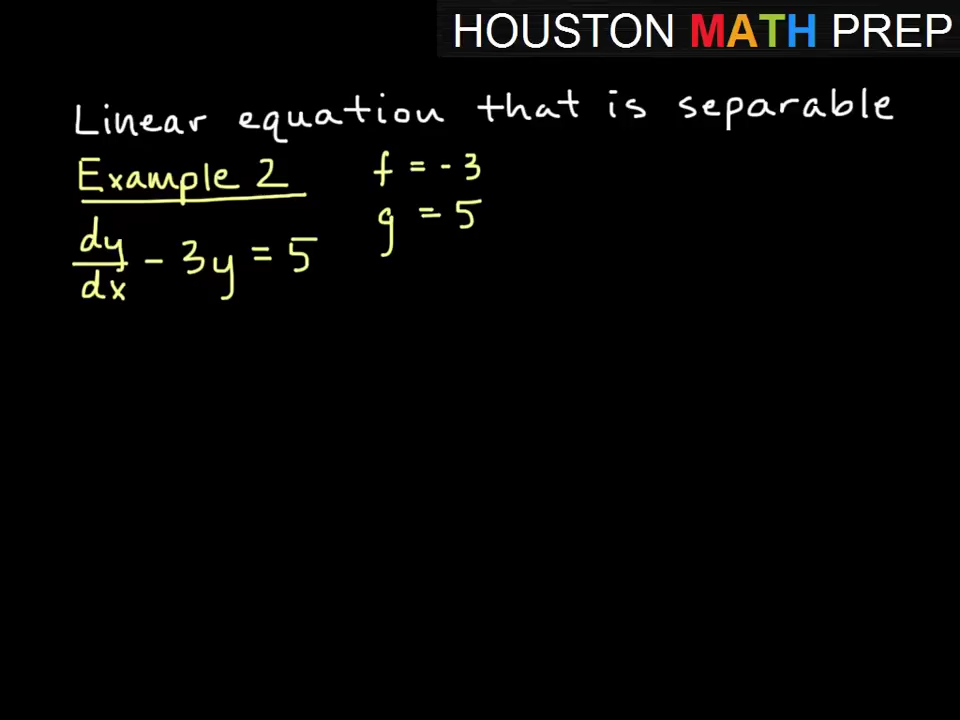 HOUSTON MATH PREP
Linear equation that is separable
Example 2
f = -3
g = 5
dy/dx - 3y = 5